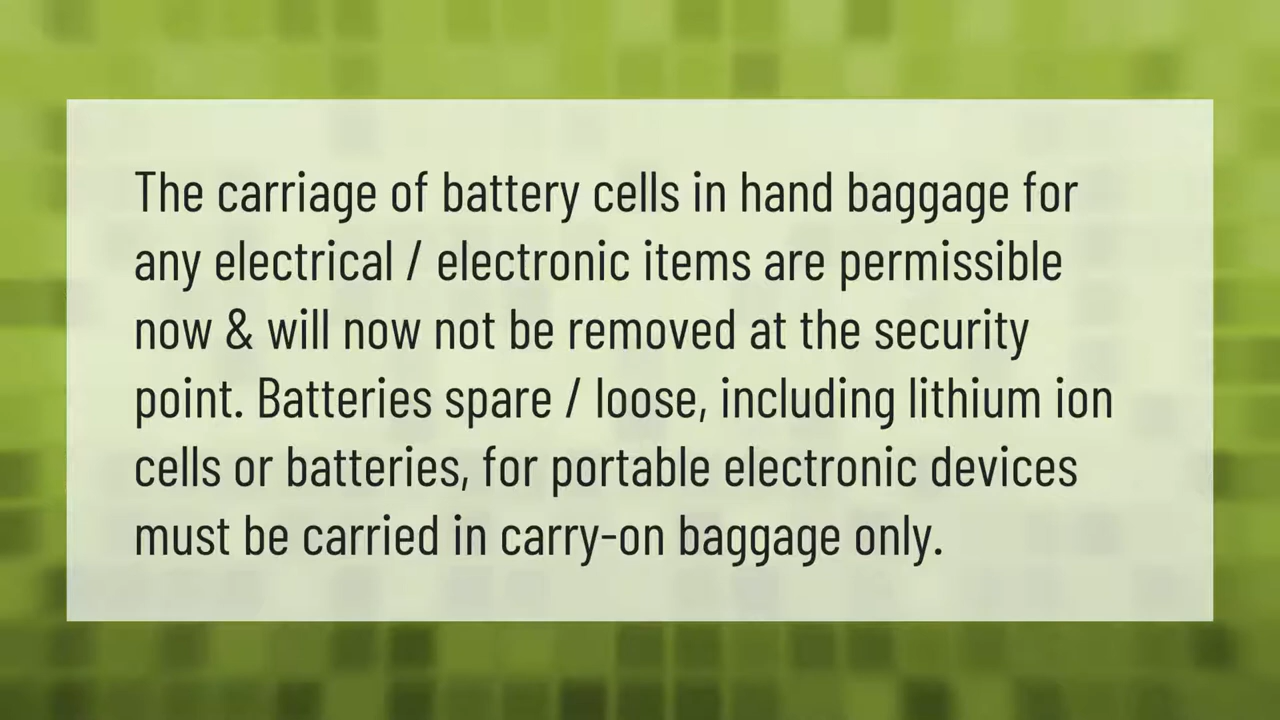 The carriage of battery cells in hand baggage for
any electrical / electronic items are permissible
now & will now not be removed at the security
point. Batteries spare / loose, including lithium ion
cells or batteries, for portable electronic devices
must be carried in carry-on baggage only.